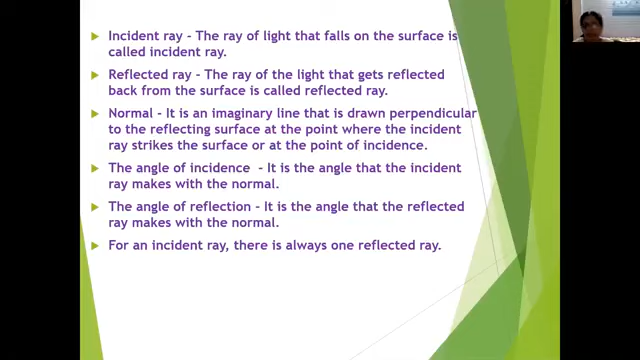 Incident ray - The ray of light that falls on the surface is
called incident ray.
Reflected ray - The ray of the light that gets reflected
back from the surface is called reflected ray.
Normal - It is an imaginary line that is drawn perpendicular
to the reflecting surface at the point where the incident
ray strikes the surface or at the point of incidence.
The angle of incidence - It is the angle that the incident
ray makes with the normal.
The angle of reflection - It is the angle that the reflected
ray makes with the normal.
For an incident ray, there is always one reflected ray.